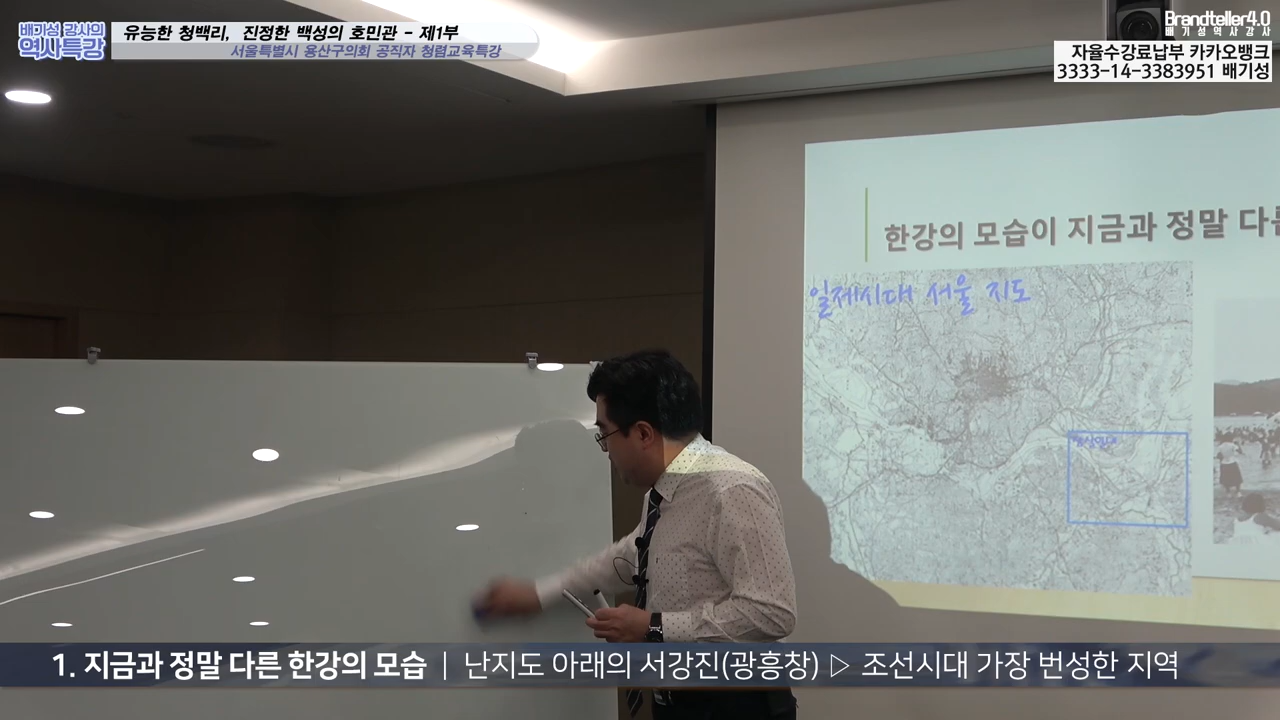 배기성 강사의
역사특강
유능한 청백리, 진정한 백성의 호민관 - 제1부
서울특별시 용산구의회 공직자 청렴교육특강
Brandteller4.0
배기성역사강사
자율수강료납부 카카오뱅크
3333-14-3383951 배기성
한강의 모습이 지금과 정말 다른
일제시대 서울 지도
1. 지금과 정말 다른 한강의 모습 | 난지도 아래의 서강진(광흥창) ▷ 조선시대 가장 번성한 지역